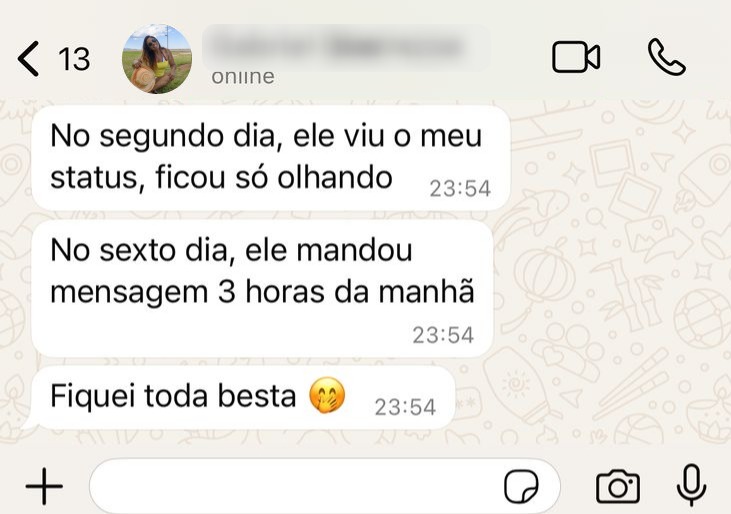 13
online
No segundo dia, ele viu o meu
status, ficou só olhando
23:54
No sexto dia, ele mandou
mensagem 3 horas da manhã
23:54
Fiquei toda besta 🤭
23:54